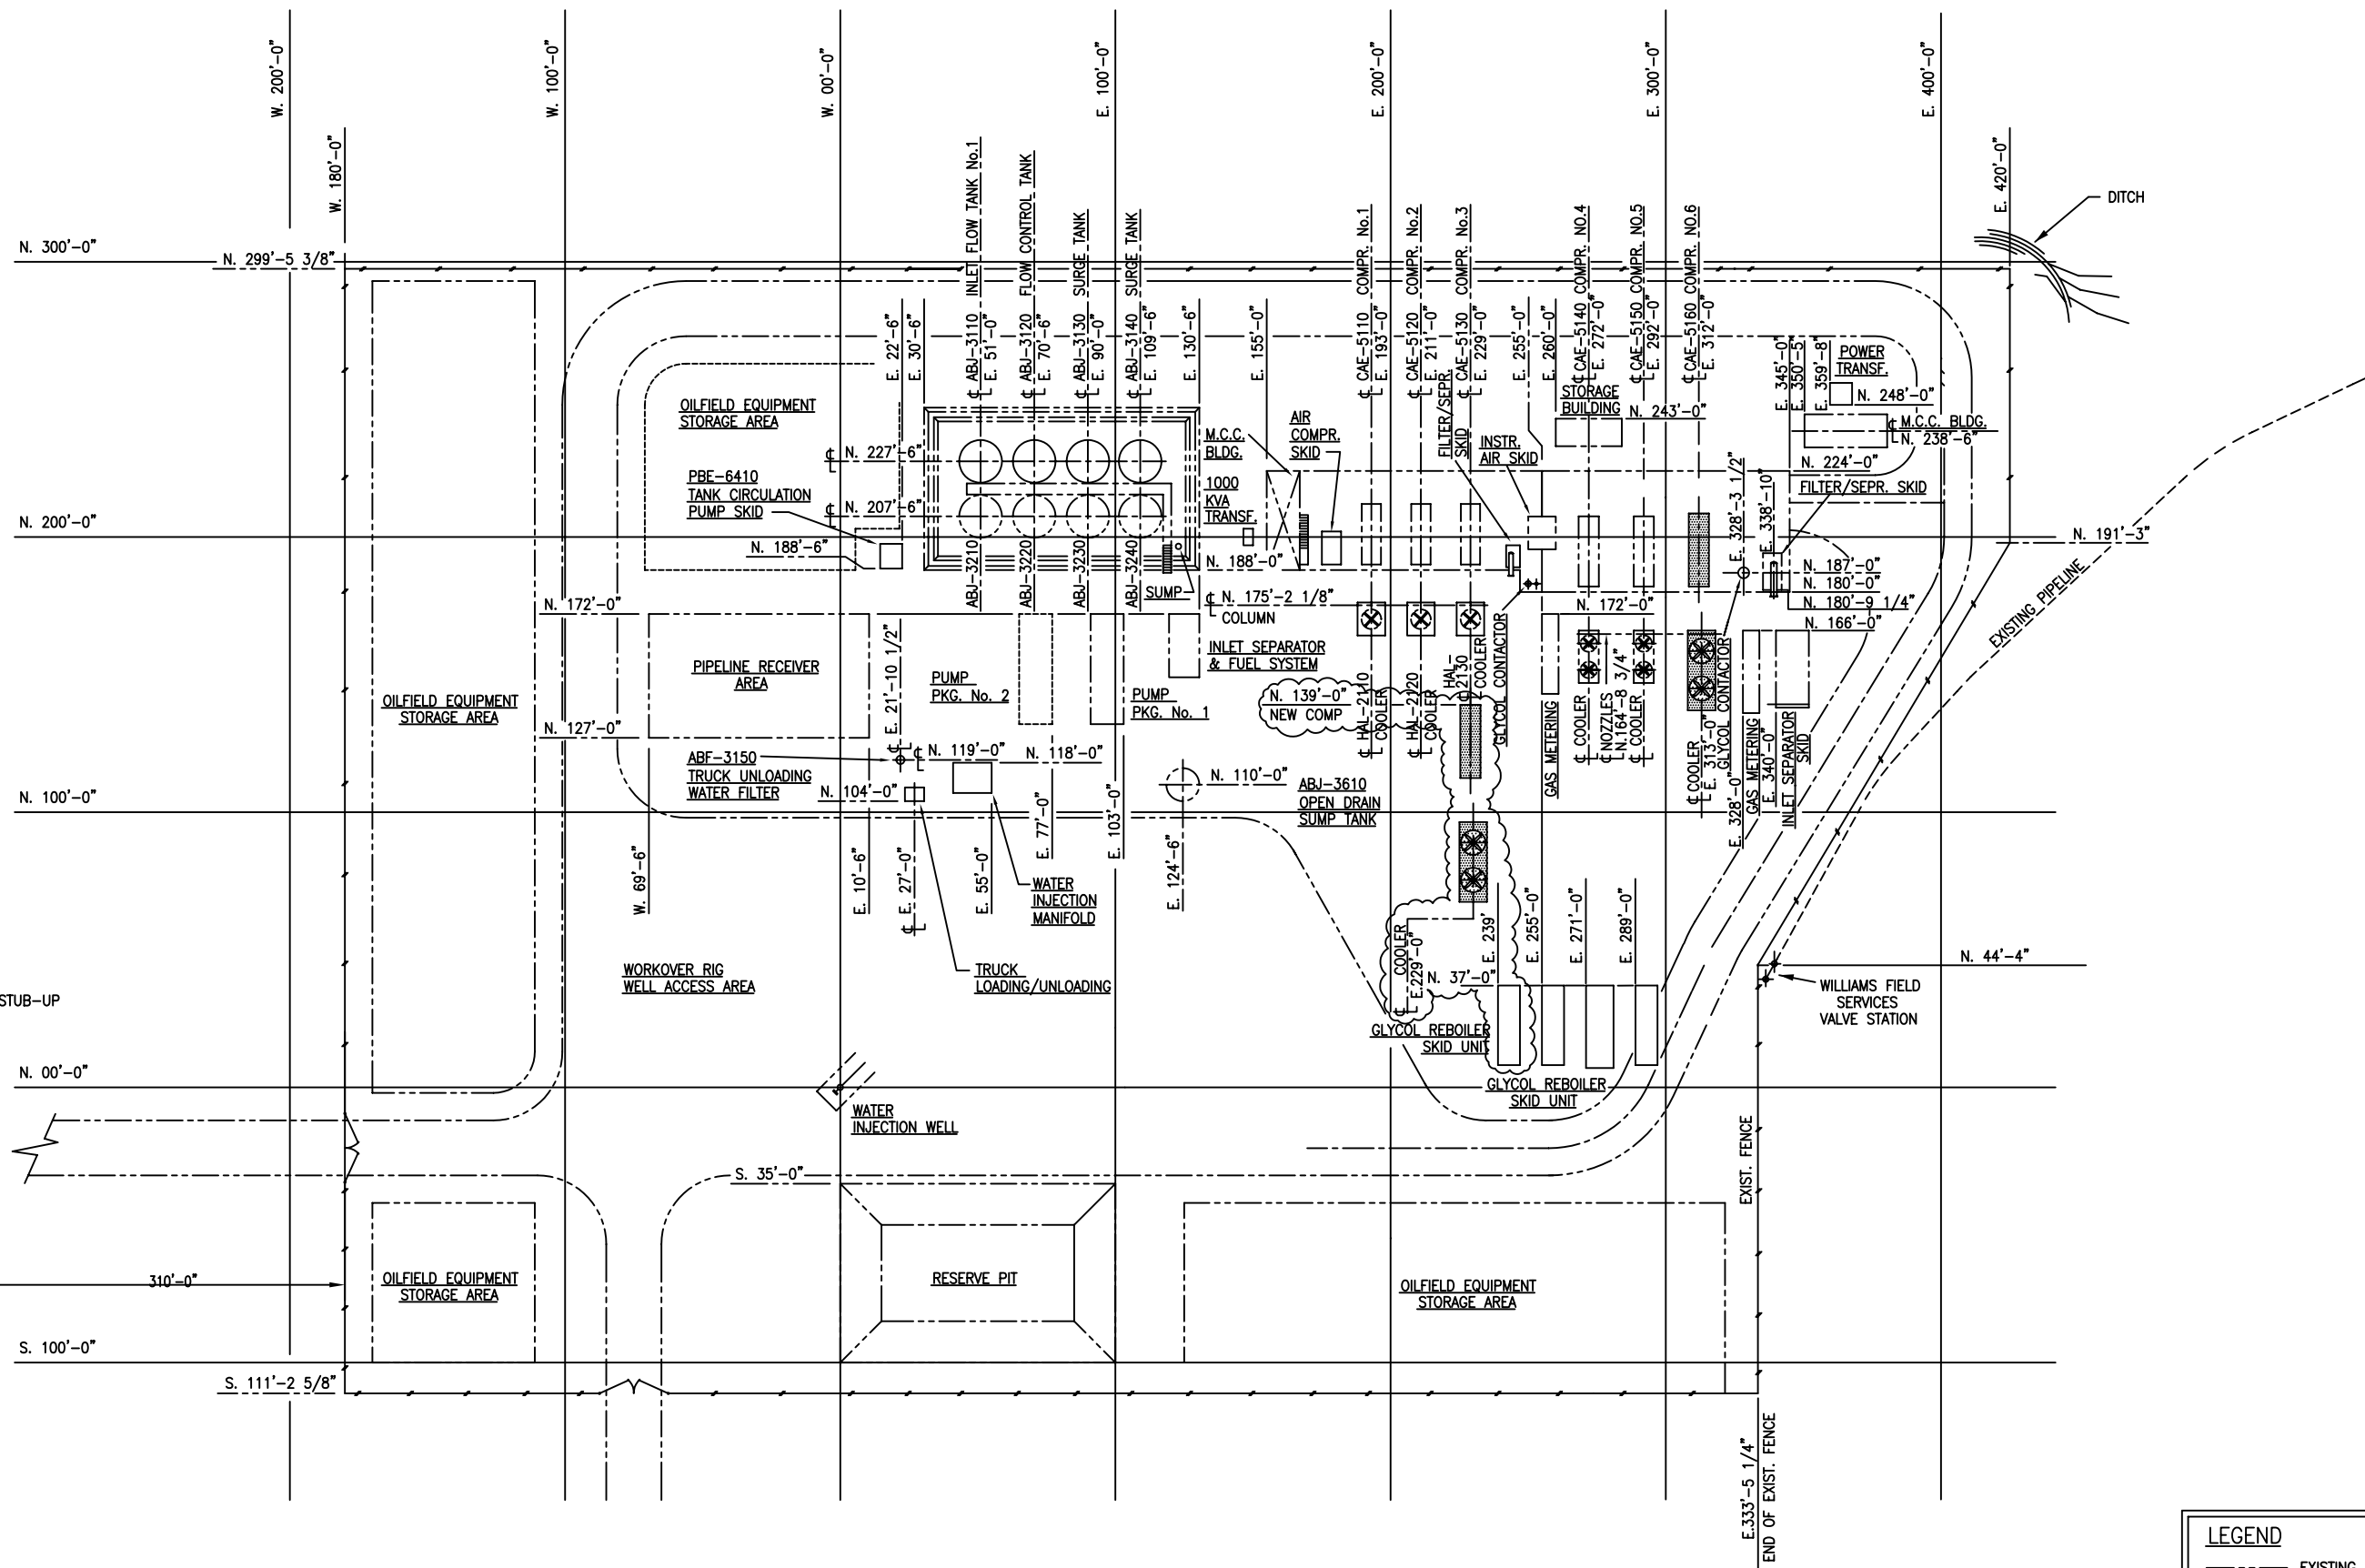 W. 200'-0"
W. 180'-0"
W. 100'-0"
W. 00'-0"
E. 100'-0"
E. 200'-0"
E. 300'-0"
E. 400'-0"
E. 420'-0"
DITCH
N. 300'-0"
N. 299'-5 3/8"
ABJ-3110 INLET FLOW TANK No.1
E. 51'-0"
ABJ-3120 FLOW CONTROL TANK
E. 70'-6"
ABJ-3130 SURGE TANK
E. 90'-0"
ABJ-3140 SURGE TANK
E. 109'-6"
E. 22'-6"
E. 30'-6"
E. 130'-6"
E. 155'-0"
CAE-5110 COMPR. No.1
E. 193'-0"
CAE-5120 COMPR. No.2
E. 211'-0"
CAE-5130 COMPR. No.3
E. 229'-0"
E. 255'-0"
E. 260'-0"
CAE-5140 COMPR. NO.4
E. 272'-0"
CAE-5150 COMPR. NO.5
E. 292'-0"
CAE-5160 COMPR. NO.6
E. 312'-0"
E. 345'-0"
E. 350'-5"
E. 359'-8"
POWER
TRANSF.
N. 248'-0"
M.C.C. BLDG.
N. 238'-6"
OILFIELD EQUIPMENT
STORAGE AREA
N. 227'-6"
N. 207'-6"
PBE-6410
TANK CIRCULATION
PUMP SKID
N. 188'-6"
M.C.C.
BLDG.
AIR
COMPR.
SKID
1000
KVA
TRANSF.
FILTER/SEPR
SKID
INSTR.
AIR SKID
STORAGE
BUILDING
N. 243'-0"
N. 224'-0"
FILTER/SEPR. SKID
E. 328'-3 1/2"
E. 338'-10"
N. 200'-0"
N. 191'-3"
N. 188'-0"
N. 187'-0"
N. 180'-0"
N. 180'-9 1/4"
N. 166'-0"
EXISTING PIPELINE
ABJ-3210
ABJ-3220
ABJ-3230
ABJ-3240
SUMP
N. 175'-2 1/8"
COLUMN
N. 172'-0"
N. 172'-0"
INLET SEPARATOR
& FUEL SYSTEM
PIPELINE RECEIVER
AREA
E. 21'-10 1/2"
PUMP
PKG. No. 2
PUMP
PKG. No. 1
N. 139'-0"
NEW COMP
HAL-2110
COOLER
HAL-2120
COOLER
HAL-
2130
COOLER
GLYCOL CONTACTOR
GAS METERING
COOLER
NOZZLES
N.164'-8 3/4"
COOLER
COOLER
E. 313'-0"
GLYCOL CONTACTOR
E. 328'-0"
GAS METERING
E. 340'-0"
INLET SEPARATOR
SKID
OILFIELD EQUIPMENT
STORAGE AREA
N. 127'-0"
ABF-3150
TRUCK UNLOADING
WATER FILTER
N. 119'-0"
N. 118'-0"
N. 110'-0"
ABJ-3610
OPEN DRAIN
SUMP TANK
N. 104'-0"
N. 100'-0"
W. 69'-6"
E. 10'-6"
E. 27'-0"
E. 55'-0"
E. 77'-0"
E. 103'-0"
E. 124'-6"
WATER
INJECTION
MANIFOLD
TRUCK
LOADING/UNLOADING
WORKOVER RIG
WELL ACCESS AREA
COOLER
E.229'-0"
E. 239'
E. 255'-0"
E. 271'-0"
E. 289'-0"
N. 37'-0"
N. 44'-4"
WILLIAMS FIELD
SERVICES
VALVE STATION
STUB-UP
GLYCOL REBOILER
SKID UNIT
GLYCOL REBOILER
SKID UNIT
N. 00'-0"
WATER
INJECTION WELL
S. 35'-0"
EXIST. FENCE
310'-0"
OILFIELD EQUIPMENT
STORAGE AREA
RESERVE PIT
OILFIELD EQUIPMENT
STORAGE AREA
S. 100'-0"
S. 111'-2 5/8"
E.333'-5 1/4"
END OF EXIST. FENCE
LEGEND
EXISTING